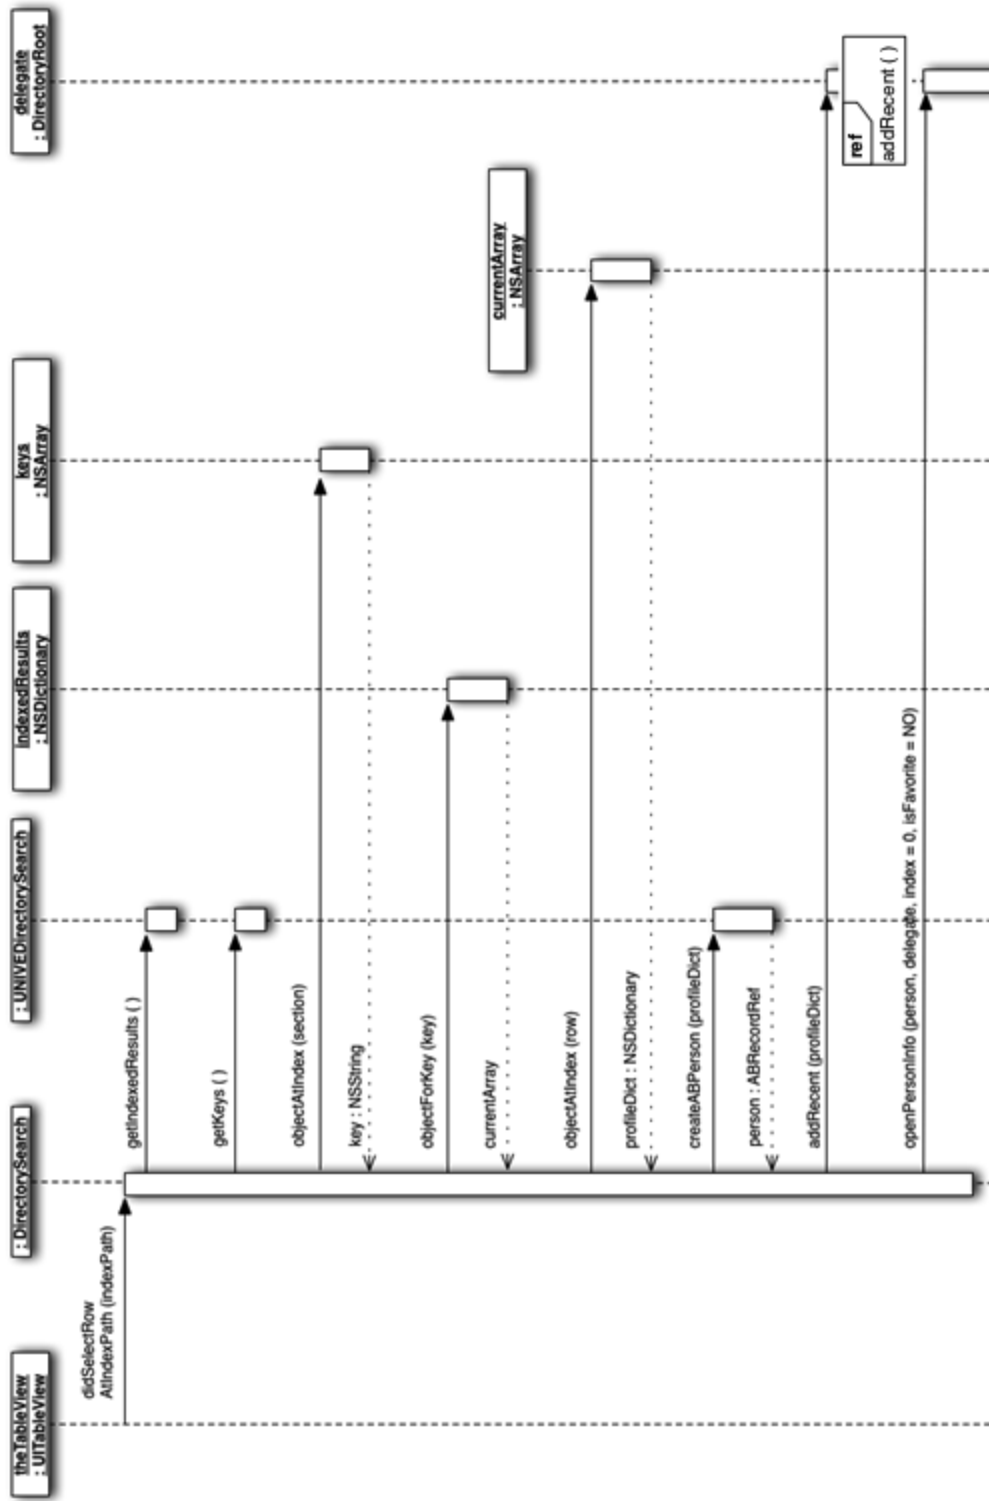 theTableView
: UITableView
: DirectorySearch
: UNIVEDirectorySearch
indexedResults
: NSDictionary
keys
: NSArray
delegate
: DirectoryRoot
didSelectRow
AtIndexPath (indexPath)
getIndexedResults ( )
getKeys ( )
objectAtIndex (section)
key : NSString
objectForKey (key)
currentArray
currentArray
: NSArray
objectAtIndex (row)
profileDict : NSDictionary
createABPerson (profileDict)
person : ABRecordRef
addRecent (profileDict)
ref
addRecent ( )
openPersonInfo (person, delegate, index = 0, isFavorite = NO)